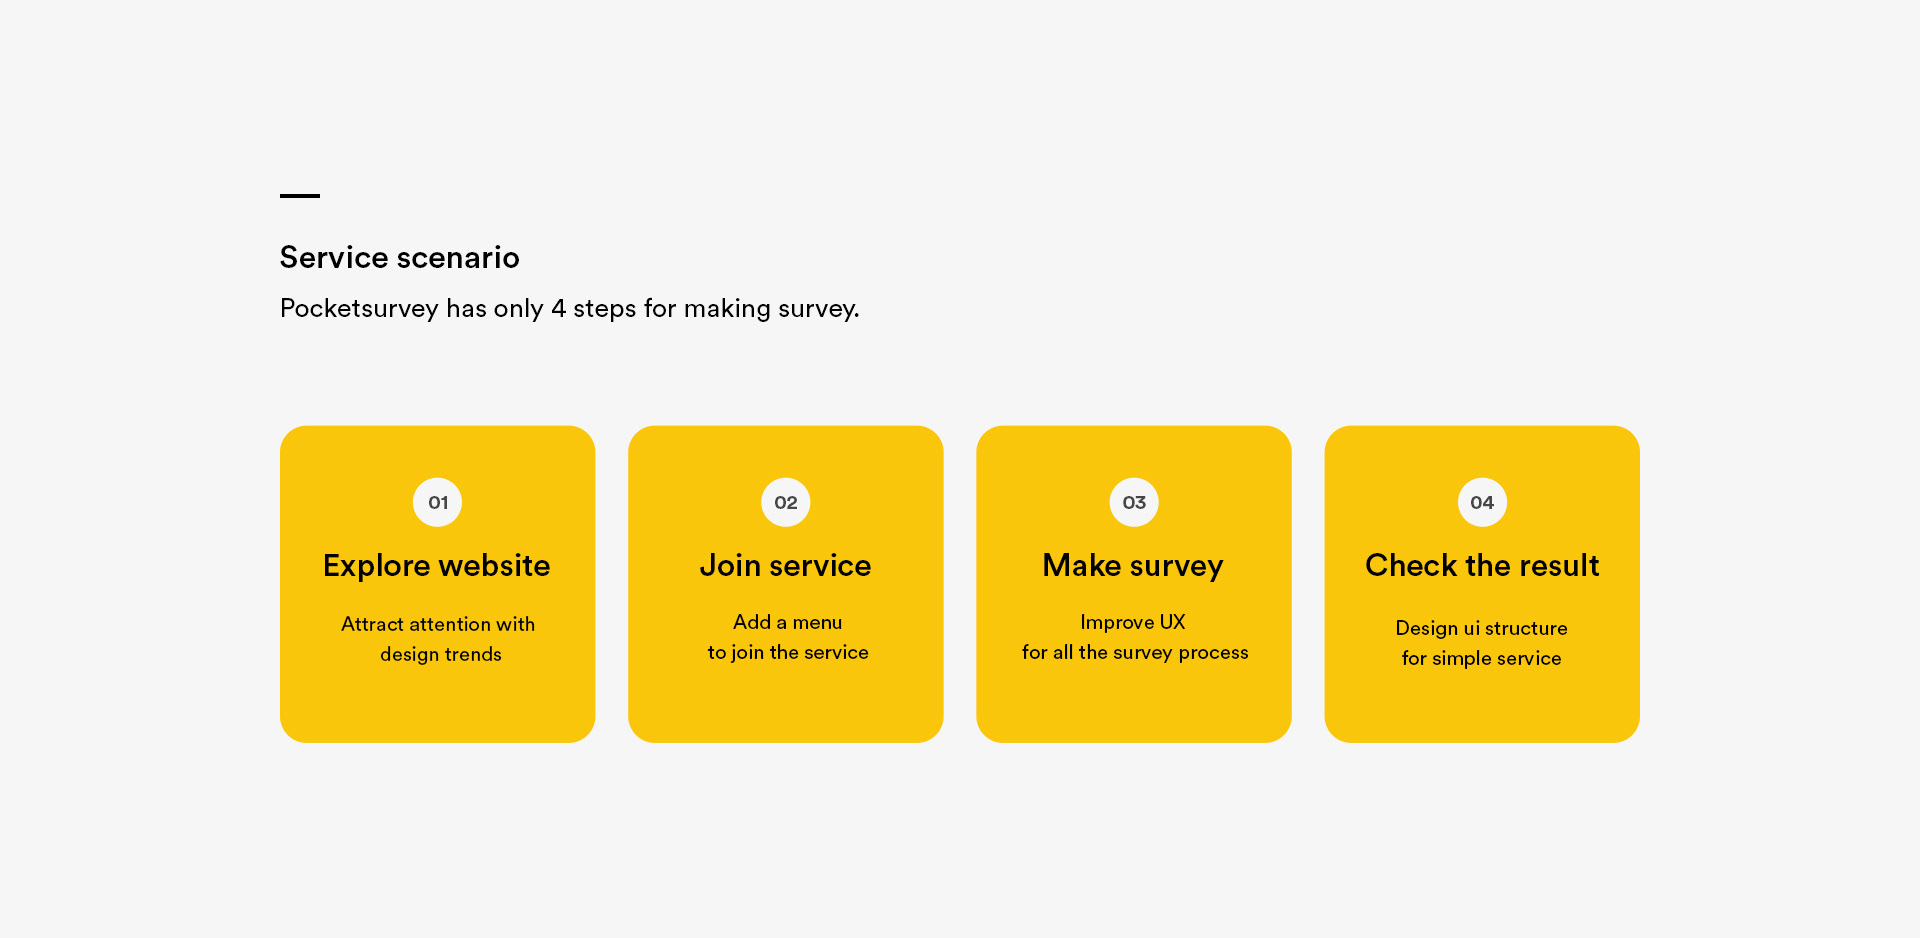 Service scenario
Pocketsurvey has only 4 steps for making survey.
01
Explore website
Attract attention with
design trends
02
Join service
Add a menu
to join the service
03
Make survey
Improve UX
for all the survey process
04
Check the result
Design ui structure
for simple service